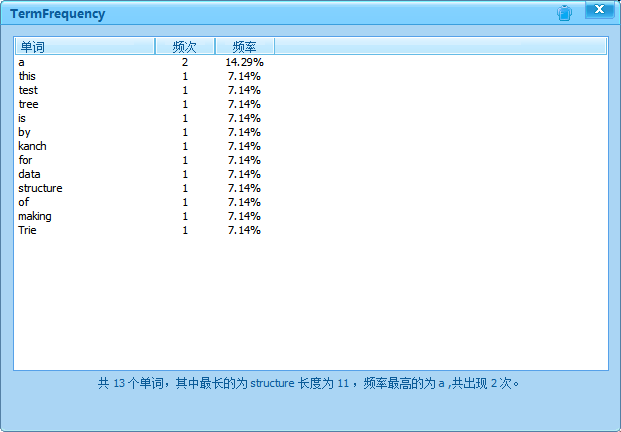 TermFrequency
单词 频次 频率
a 2 14.29%
this 1 7.14%
test 1 7.14%
tree 1 7.14%
is 1 7.14%
by 1 7.14%
kanch 1 7.14%
for 1 7.14%
data 1 7.14%
structure 1 7.14%
of 1 7.14%
making 1 7.14%
Trie 1 7.14%
共 13 个单词，其中最长的为 structure 长度为 11 ，频率最高的为 a ,共出现 2 次。